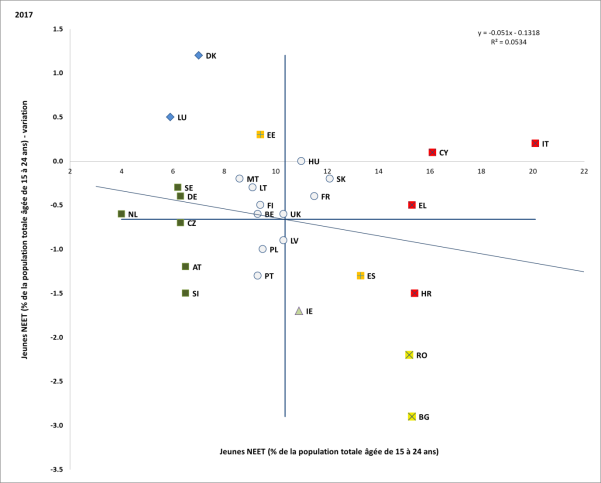 2017
y = -0.051x - 0.1318
R² = 0.0534
Jeunes NEET (% de la population totale âgée de 15 à 24 ans) - variation
1.5
1.0
0.5
0.0
-0.5
-1.0
-1.5
-2.0
-2.5
-3.0
-3.5
2 4 6 8 10 12 14 16 18 20 22
DK
LU
EE
IT
CY
HU
MT
SK
SE
LT
DE
FR
FI
EL
NL
BE
UK
CZ
LV
PL
AT
PT
ES
SI
HR
IE
RO
BG
Jeunes NEET (% de la population totale âgée de 15 à 24 ans)